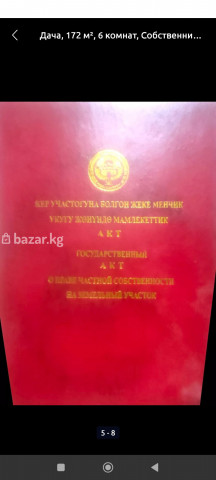 Дача, 172 м², 6 комнат, Собственни...
ЖЕР УЧАСТОГУНА БОЛГОН ЖЕКЕ МЕНЧИК
УКУГУ ЖӨНҮНДӨ МАМЛЕКЕТТИК
АКТ
bazar.kg
ГОСУДАРСТВЕННЫЙ
АКТ
О ПРАВЕ ЧАСТНОЙ СОБСТВЕННОСТИ
НА ЗЕМЕЛЬНЫЙ УЧАСТОК
5 - 8